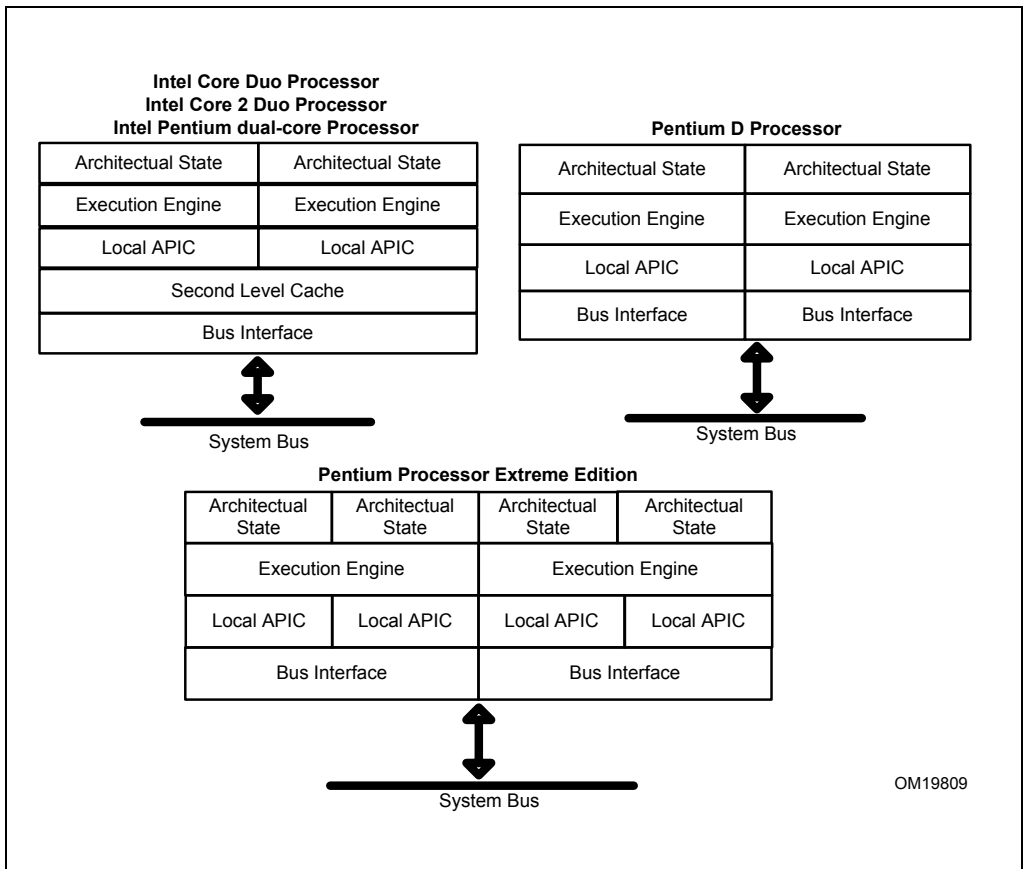 Intel Core Duo Processor
Intel Core 2 Duo Processor
Intel Pentium dual-core Processor
Architectual State Architectual State
Execution Engine Execution Engine
Local APIC Local APIC
Second Level Cache
Bus Interface
System Bus
Pentium D Processor
Architectual State Architectual State
Execution Engine Execution Engine
Local APIC Local APIC
Bus Interface Bus Interface
System Bus
Pentium Processor Extreme Edition
Architectual State Architectual State Architectual State Architectual State
Execution Engine Execution Engine
Local APIC Local APIC Local APIC Local APIC
Bus Interface Bus Interface
System Bus
OM19809